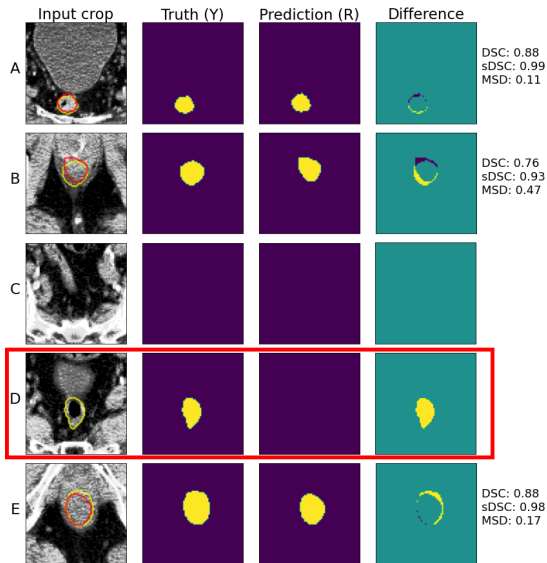 Input crop Truth (Y) Prediction (R) Difference
A
DSC: 0.88
sDSC: 0.99
MSD: 0.11
B
DSC: 0.76
sDSC: 0.93
MSD: 0.47
C
D
E
DSC: 0.88
sDSC: 0.98
MSD: 0.17